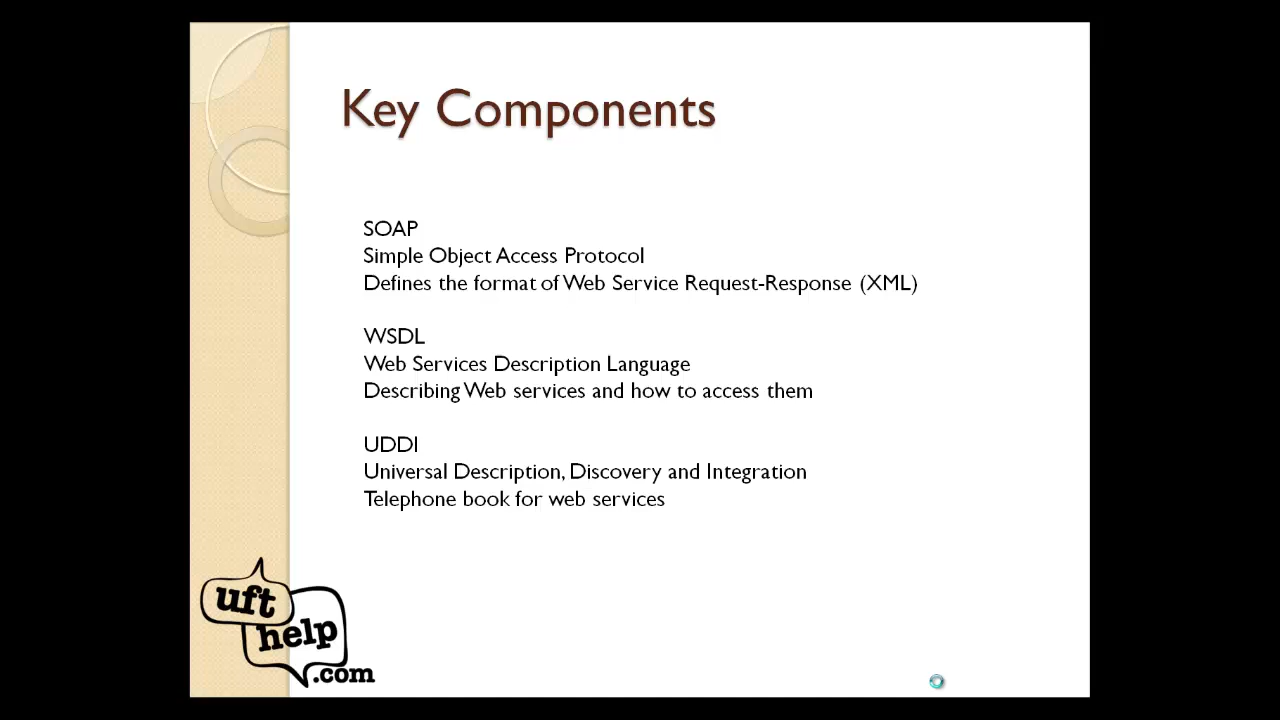 Key Components
SOAP
Simple Object Access Protocol
Defines the format of Web Service Request-Response (XML)
WSDL
Web Services Description Language
Describing Web services and how to access them
UDDI
Universal Description, Discovery and Integration
Telephone book for web services
uft
help
.com